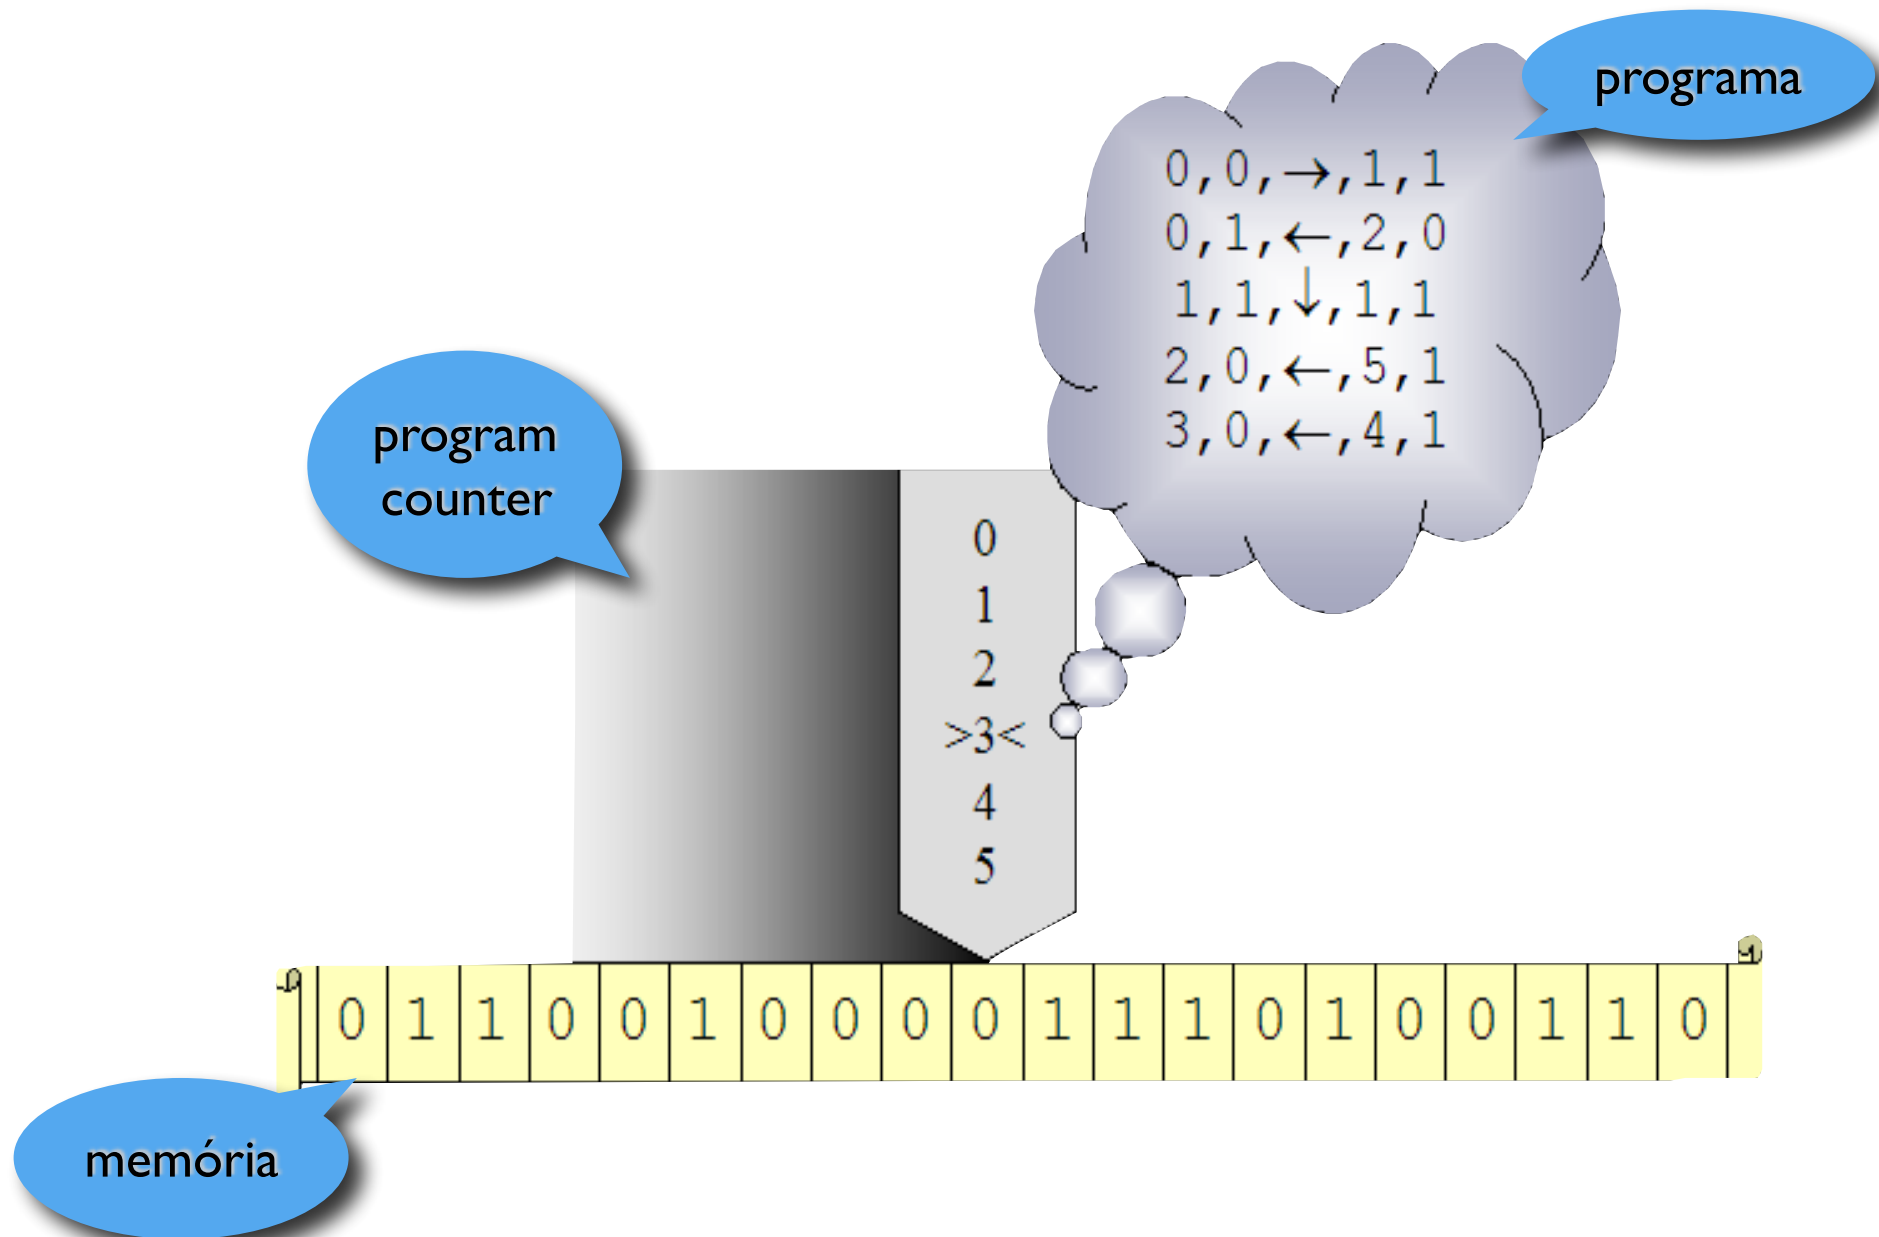 programa
0,0,→,1,1
0,1,←,2,0
1,1,↓,1,1
2,0,←,5,1
3,0,←,4,1
program
counter
0
1
2
>3<
4
5
0 1 1 0 0 1 0 0 0 0 1 1 1 0 1 0 0 1 1 0
memória